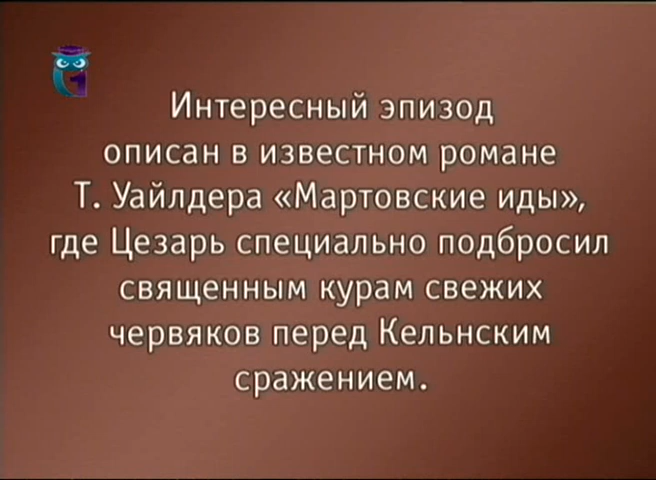 Интересный эпизод
описан в известном романе
Т. Уайлдера «Мартовские иды»,
где Цезарь специально подбросил
священным курам свежих
червяков перед Кельнским
сражением.
1